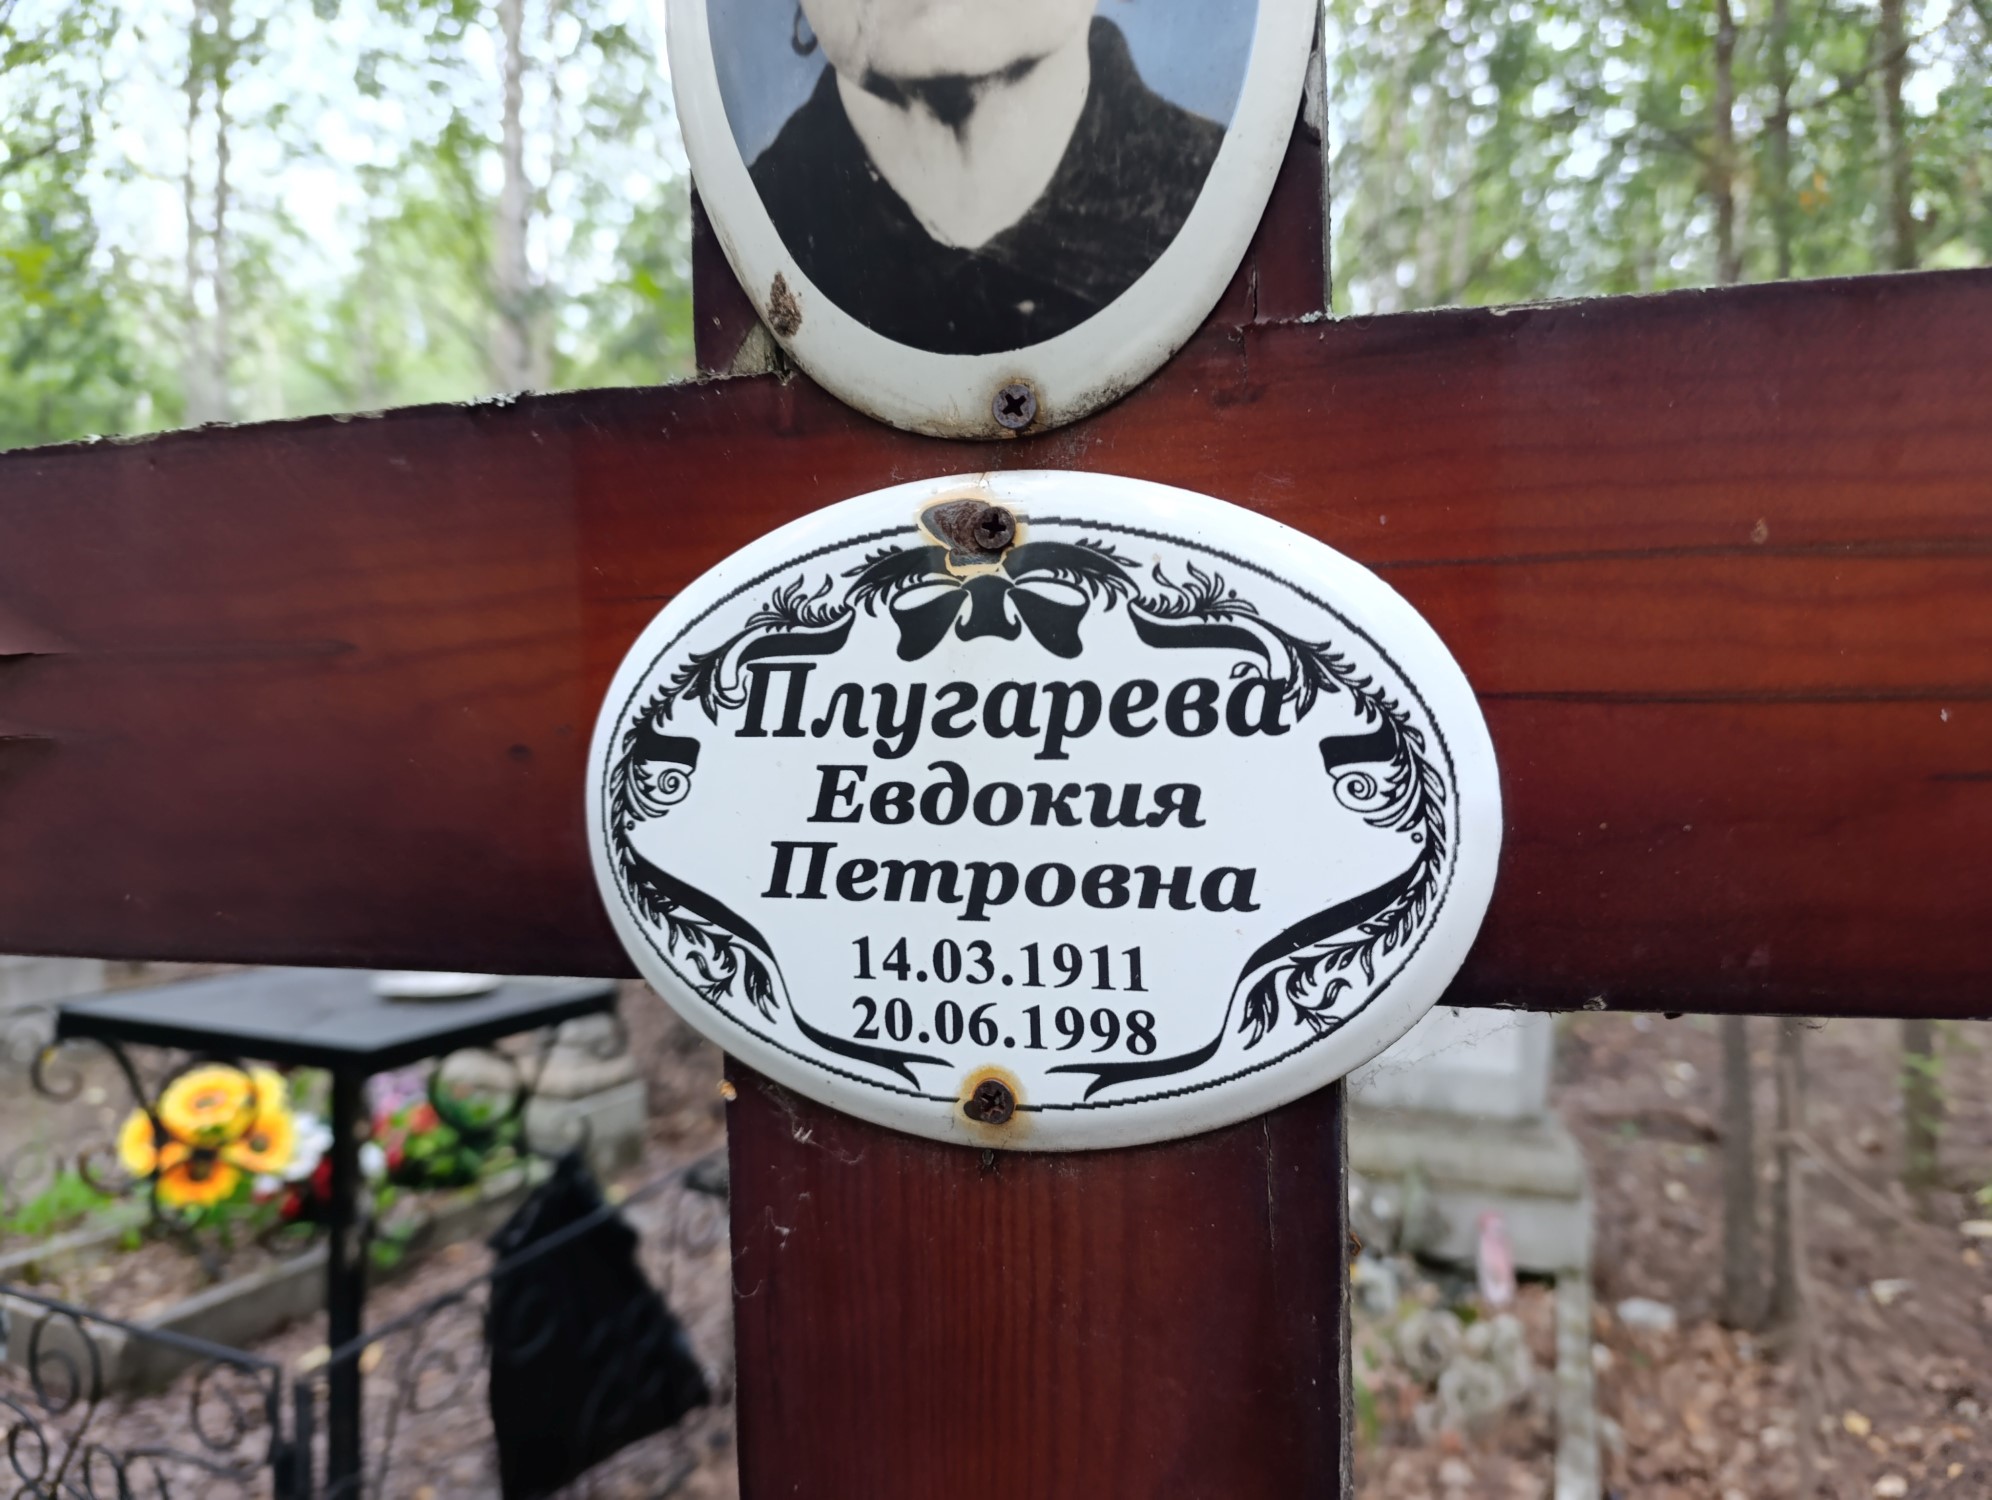 Плугарева
Евдокия
Петровна
14.03.1911
20.06.1998